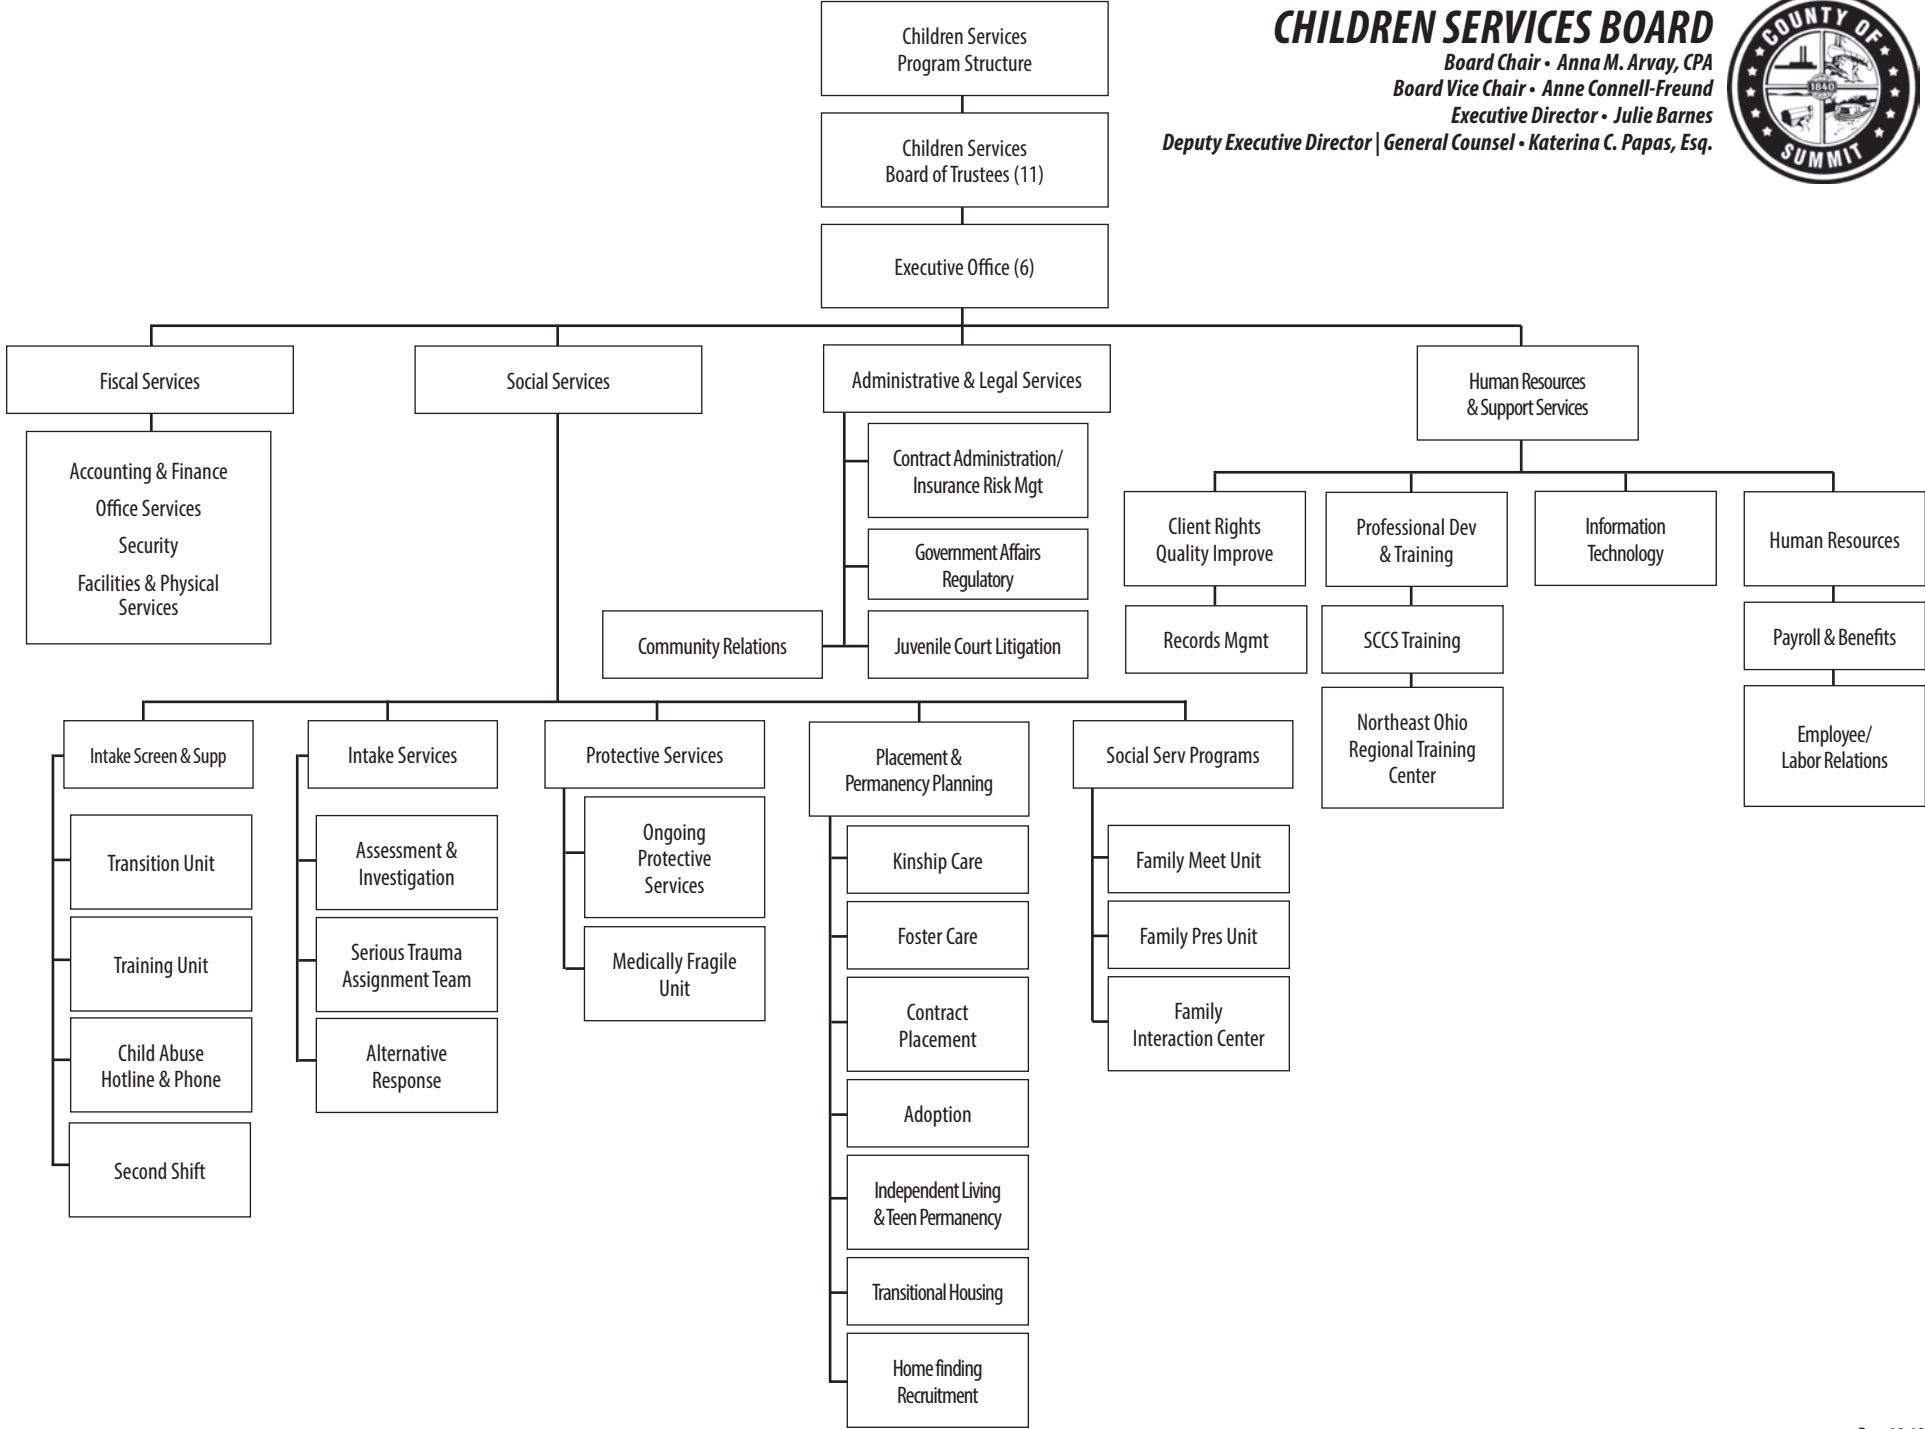 CHILDREN SERVICES BOARD
Board Chair • Anna M. Arvay, CPA
Board Vice Chair • Anne Connell-Freund
Executive Director • Julie Barnes
Deputy Executive Director | General Counsel • Katerina C. Papas, Esq.
COUNTY OF
1840
SUMMIT
Children Services
Program Structure
Children Services
Board of Trustees (11)
Executive Office (6)
Fiscal Services
Social Services
Administrative & Legal Services
Human Resources
& Support Services
Accounting & Finance
Office Services
Security
Facilities & Physical
Services
Contract Administration/
Insurance Risk Mgt
Government Affairs
Regulatory
Community Relations
Juvenile Court Litigation
Client Rights
Quality Improve
Records Mgmt
Professional Dev
& Training
SCCS Training
Northeast Ohio
Regional Training
Center
Information
Technology
Human Resources
Payroll & Benefits
Employee/
Labor Relations
Intake Screen & Supp
Transition Unit
Training Unit
Child Abuse
Hotline & Phone
Second Shift
Intake Services
Assessment &
Investigation
Serious Trauma
Assignment Team
Alternative
Response
Protective Services
Ongoing
Protective
Services
Medically Fragile
Unit
Placement &
Permanency Planning
Kinship Care
Foster Care
Contract
Placement
Adoption
Independent Living
& Teen Permanency
Transitional Housing
Home finding
Recruitment
Social Serv Programs
Family Meet Unit
Family Pres Unit
Family
Interaction Center